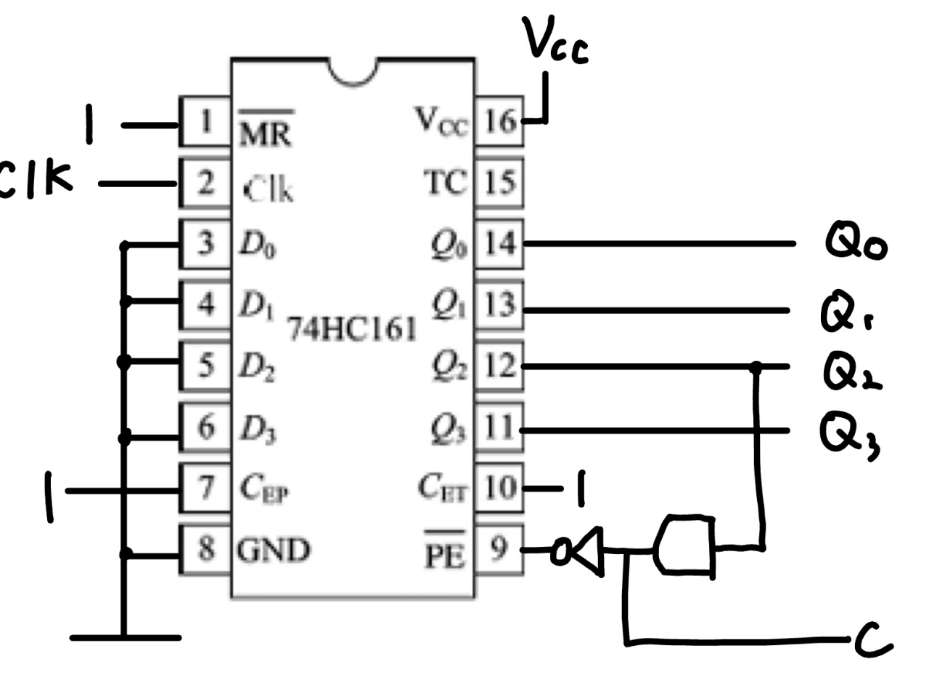 Vcc
1 1 MR VCC 16
Clk 2 Clk TC 15
3 D0 Q0 14 Q0
4 D1 Q1 13 Q1
74HC161
5 D2 Q2 12 Q2
6 D3 Q3 11 Q3
1 7 CEP CET 10 1
8 GND PE 9
C